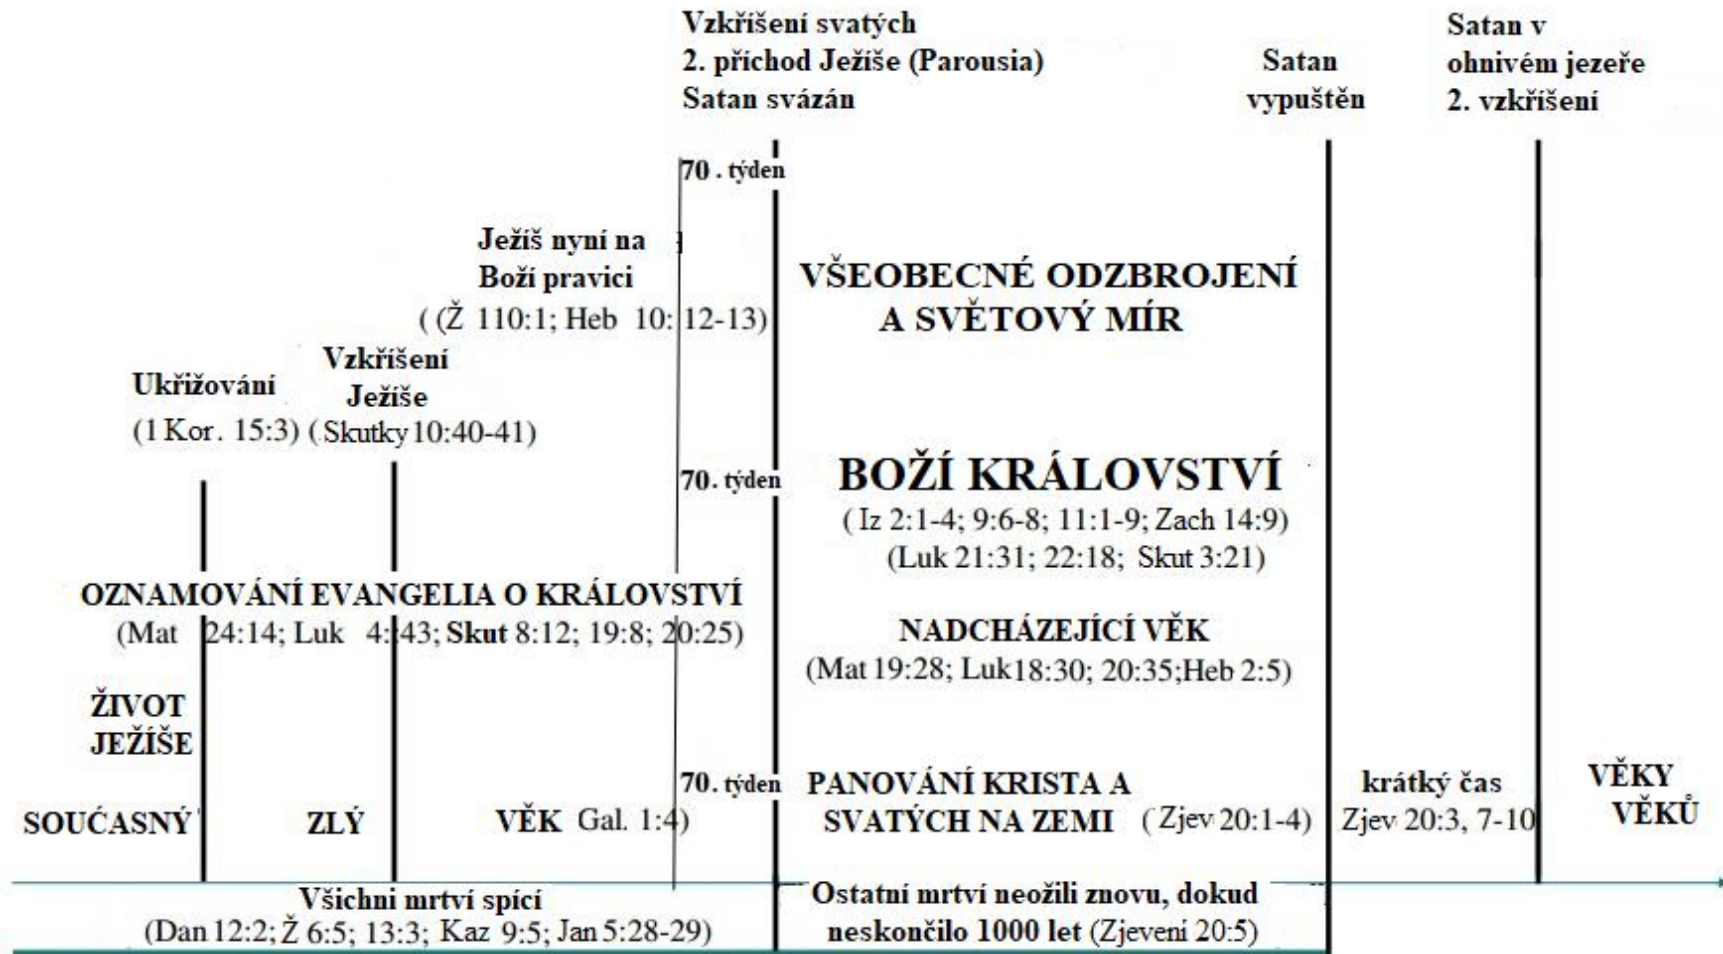 Vzkříšení svatých
2. příchod Ježíše (Parousia)
Satan svázán
Satan
vypuštěn
Satan v
ohnivém jezeře
2. vzkříšení
70 . týden
Ježíš nyní na
Boží pravici
( (Ž 110:1; Heb 10: 12-13)
VŠEOBECNÉ ODZBROJENÍ
A SVĚTOVÝ MÍR
Ukřižování
(1 Kor. 15:3)
Vzkříšení
Ježíše
( Skutky 10:40-41)
70. týden
BOŽÍ KRÁLOVSTVÍ
( Iz 2:1-4; 9:6-8; 11:1-9; Zach 14:9)
(Luk 21:31; 22:18; Skut 3:21)
OZNAMOVÁNÍ EVANGELIA O KRÁLOVSTVÍ
(Mat 24:14; Luk 4:43; Skut 8:12; 19:8; 20:25)
NADCHÁZEJÍCÍ VĚK
(Mat 19:28; Luk18:30; 20:35;Heb 2:5)
ŽIVOT
JEŽÍŠE
70. týden
SOUĆASNÝ ZLÝ VĚK Gal. 1:4)
PANOVÁNÍ KRISTA A
SVATÝCH NA ZEMI ( Zjev 20:1-4)
krátký čas
Zjev 20:3, 7-10
VĚKY
VĚKŮ
Všichni mrtví spící
(Dan 12:2; Ž 6:5; 13:3; Kaz 9:5; Jan 5:28-29)
Ostatní mrtví neožili znovu, dokud
neskončilo 1000 let (Zjeveni 20:5)